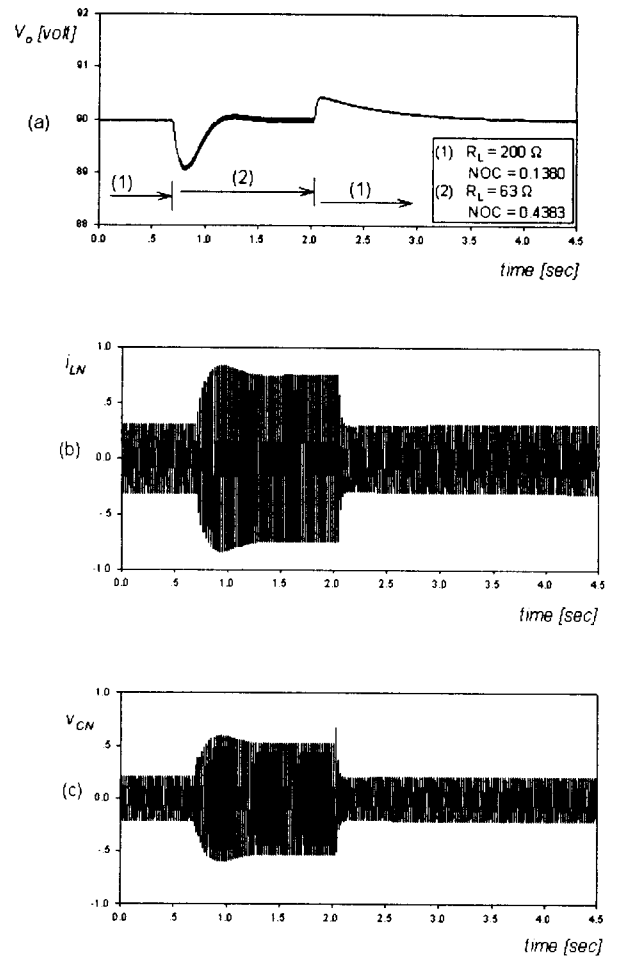 92
V_o [volt]
91
(a)
90
89
(1)
(2)
(1)
(1) R_L = 200 Ω
NOC = 0.1380
(2) R_L = 63 Ω
NOC = 0.4383
88
0.0 .5 1.0 1.5 2.0 2.5 3.0 3.5 4.0 4.5
time [sec]
1.0
i_LN
.5
(b)
0.0
-.5
-1.0
0.0 .5 1.0 1.5 2.0 2.5 3.0 3.5 4.0 4.5
time [sec]
1.0
v_CN
.5
(c)
0.0
-.5
-1.0
0.0 .5 1.0 1.5 2.0 2.5 3.0 3.5 4.0 4.5
time [sec]